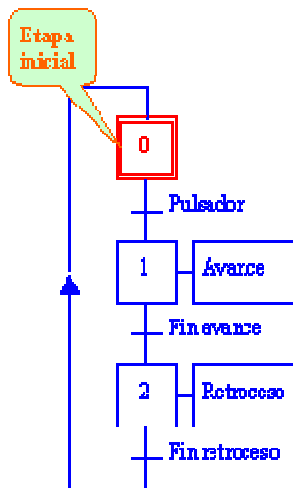 Etapa
inicial
0
Pulsador
1
Avance
Fin avance
2
Retroceso
Fin retroceso